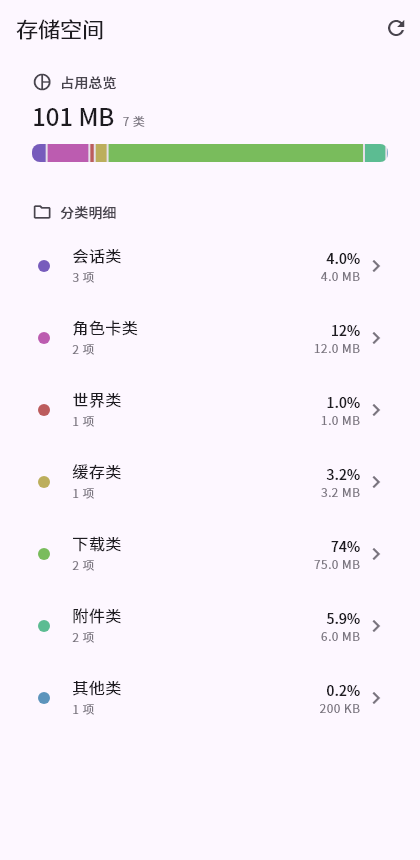 存储空间
占用总览
101 MB 7 类
分类明细
会话类
4.0%
3 项
4.0 MB
角色卡类
12%
2 项
12.0 MB
世界类
1.0%
1 项
1.0 MB
缓存类
3.2%
1 项
3.2 MB
下载类
74%
2 项
75.0 MB
附件类
5.9%
2 项
6.0 MB
其他类
0.2%
1 项
200 KB